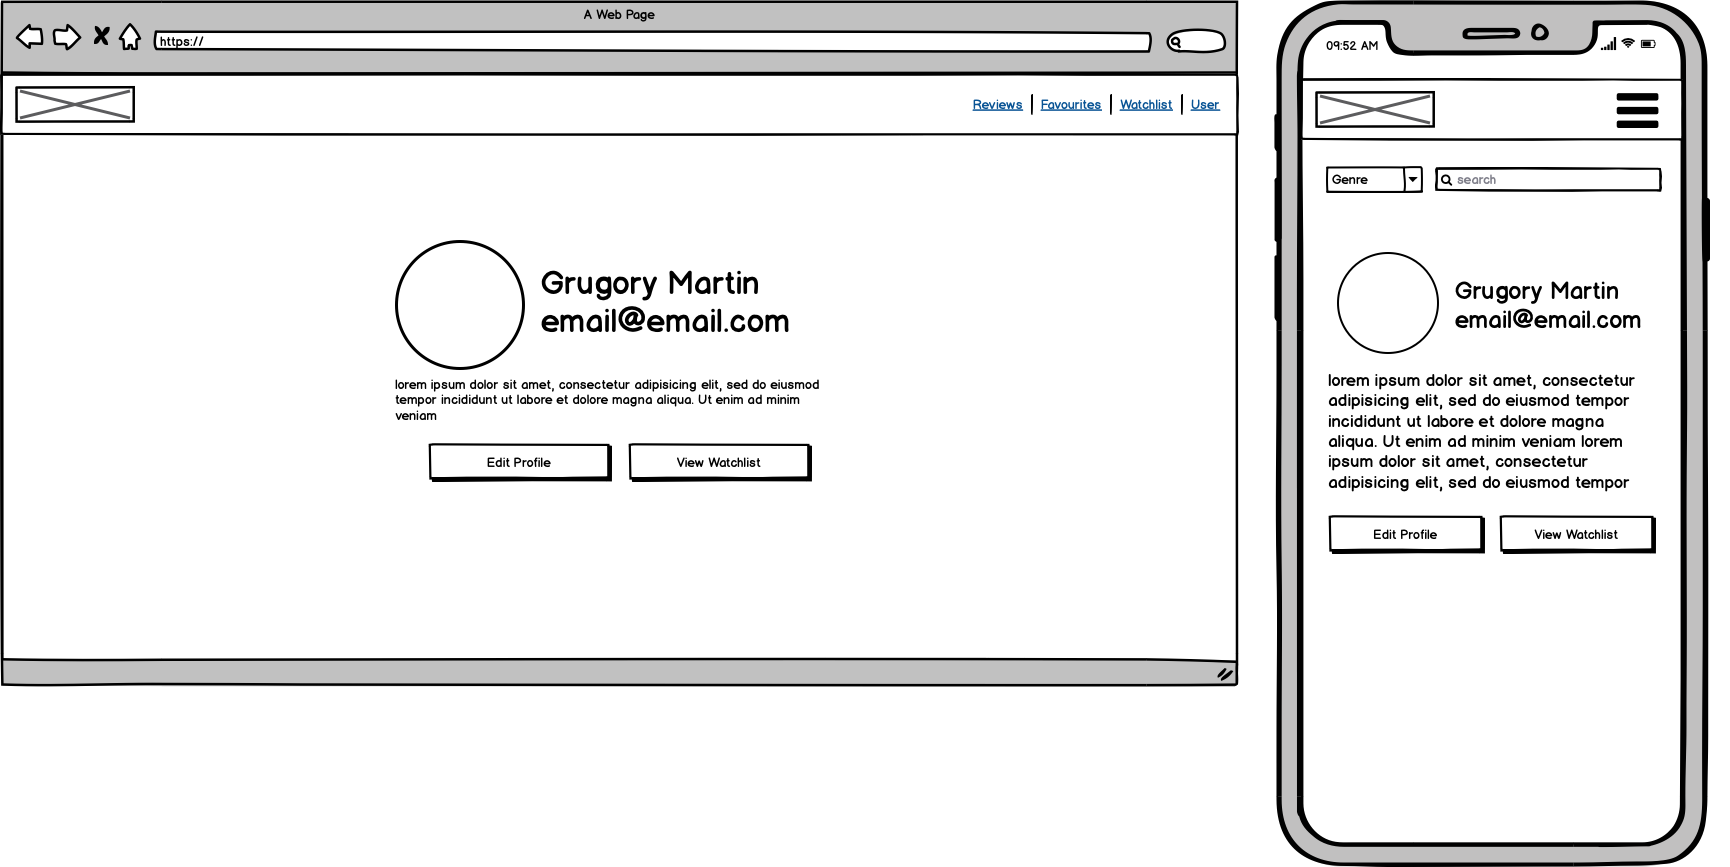 A Web Page
https://
Reviews | Favourites | Watchlist | User
Grugory Martin
email@email.com
lorem ipsum dolor sit amet, consectetur adipisicing elit, sed do eiusmod
tempor incididunt ut labore et dolore magna aliqua. Ut enim ad minim
veniam
Edit Profile
View Watchlist
09:52 AM
Genre
search
Grugory Martin
email@email.com
lorem ipsum dolor sit amet, consectetur
adipisicing elit, sed do eiusmod tempor
incididunt ut labore et dolore magna
aliqua. Ut enim ad minim veniam lorem
ipsum dolor sit amet, consectetur
adipisicing elit, sed do eiusmod tempor
Edit Profile
View Watchlist